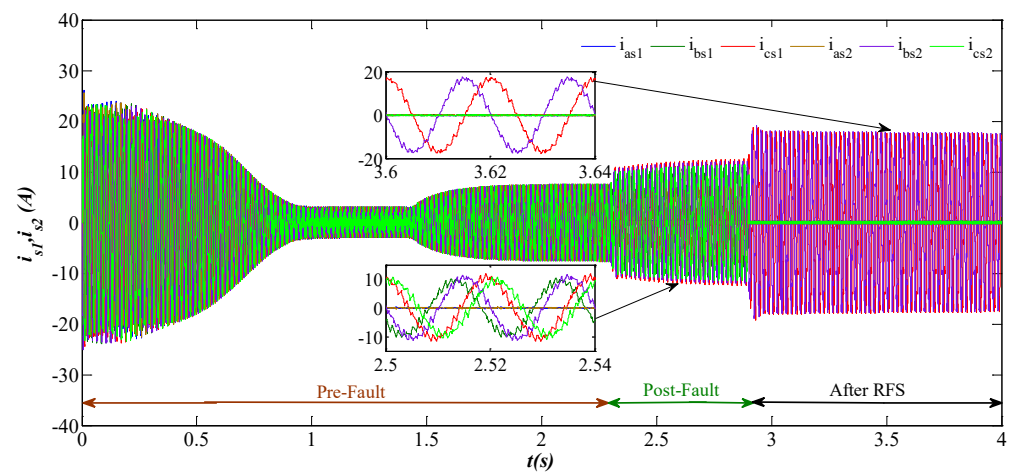 40
30
20
10
0
-10
-20
-30
-40
i_s1,i_s2 (A)
i_as1 i_bs1 i_cs1 i_as2 i_bs2 i_cs2
20
0
-20
3.6 3.62 3.64
10
0
-10
2.5 2.52 2.54
Pre-Fault Post-Fault After RFS
0 0.5 1 1.5 2 2.5 3 3.5 4
t(s)